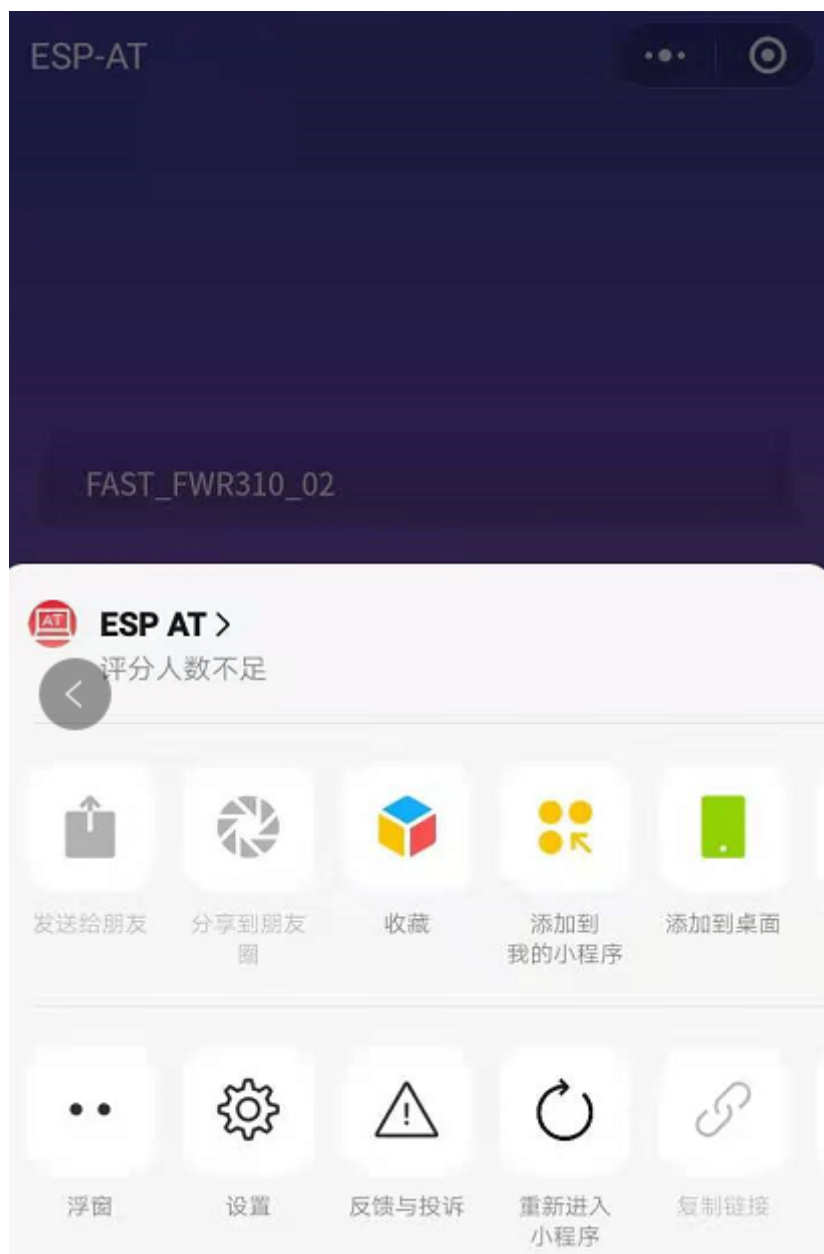 ESP-AT
FAST_FWR310_02
AT
ESP AT
评分人数不足
发送给朋友
分享到朋友
圈
收藏
添加到
我的小程序
添加到桌面
浮窗
设置
反馈与投诉
重新进入
小程序
复制链接